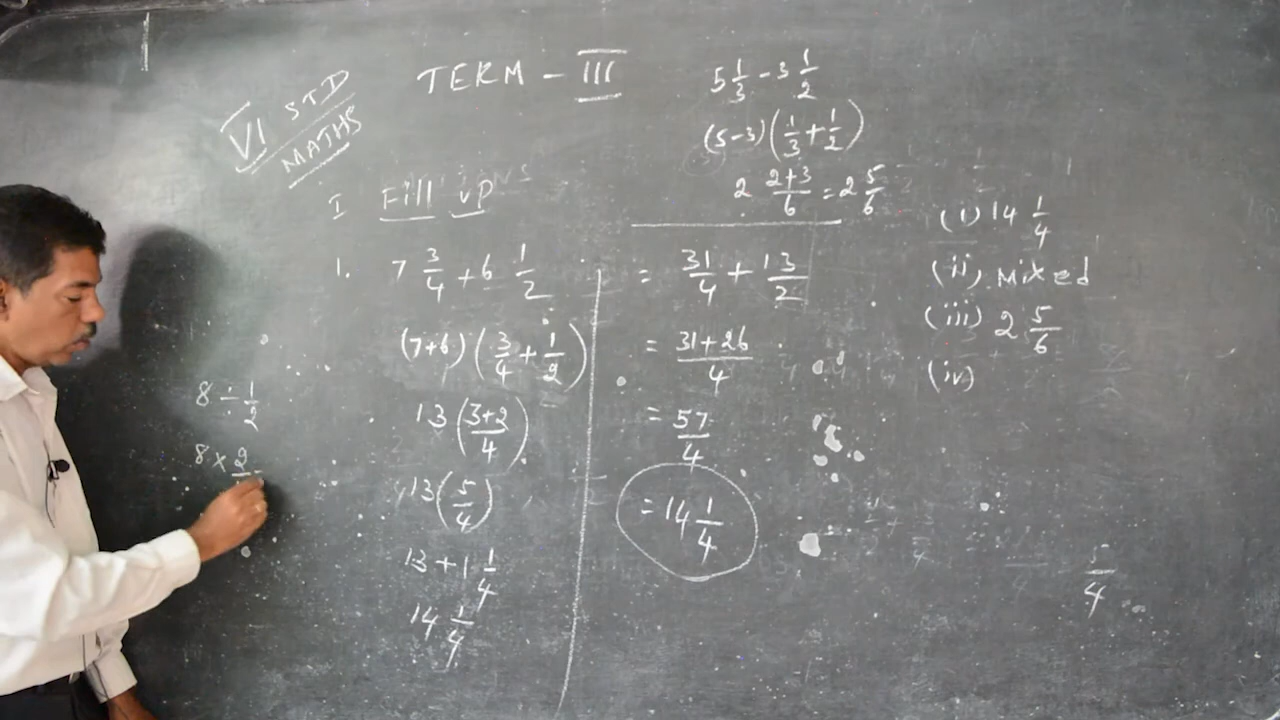 VI STD
MATHS
TERM - III
I Fill up
1. 7 3/4 + 6 1/2
(7+6) (3/4 + 1/2)
13 (3+2/4)
13 (5/4)
13 + 1 1/4
14 1/4
8 ÷ 1/2
8 × 2
= 31/4 + 13/2
= 31+26/4
= 57/4
= 14 1/4
5 1/3 - 3 1/2
(5-3) (1/3 + 1/2)
2 2+3/6 = 2 5/6
(i) 14 1/4
(ii) Mixed
(iii) 2 5/6
(iv)
5/4